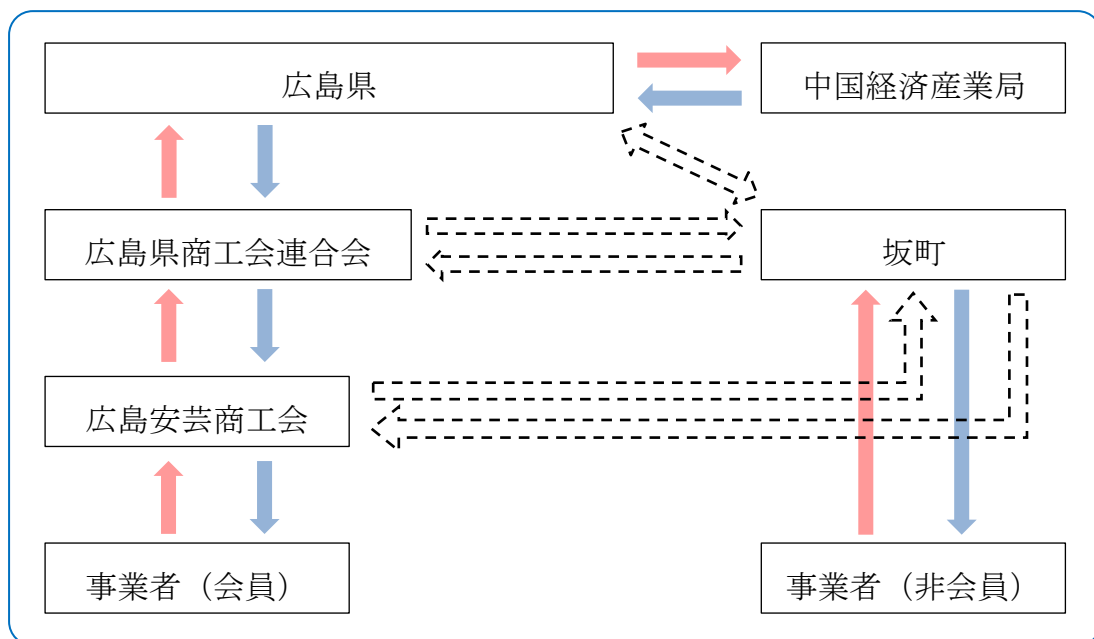 広島県
中国経済産業局
広島県商工会連合会
坂町
広島安芸商工会
事業者（会員）
事業者（非会員）